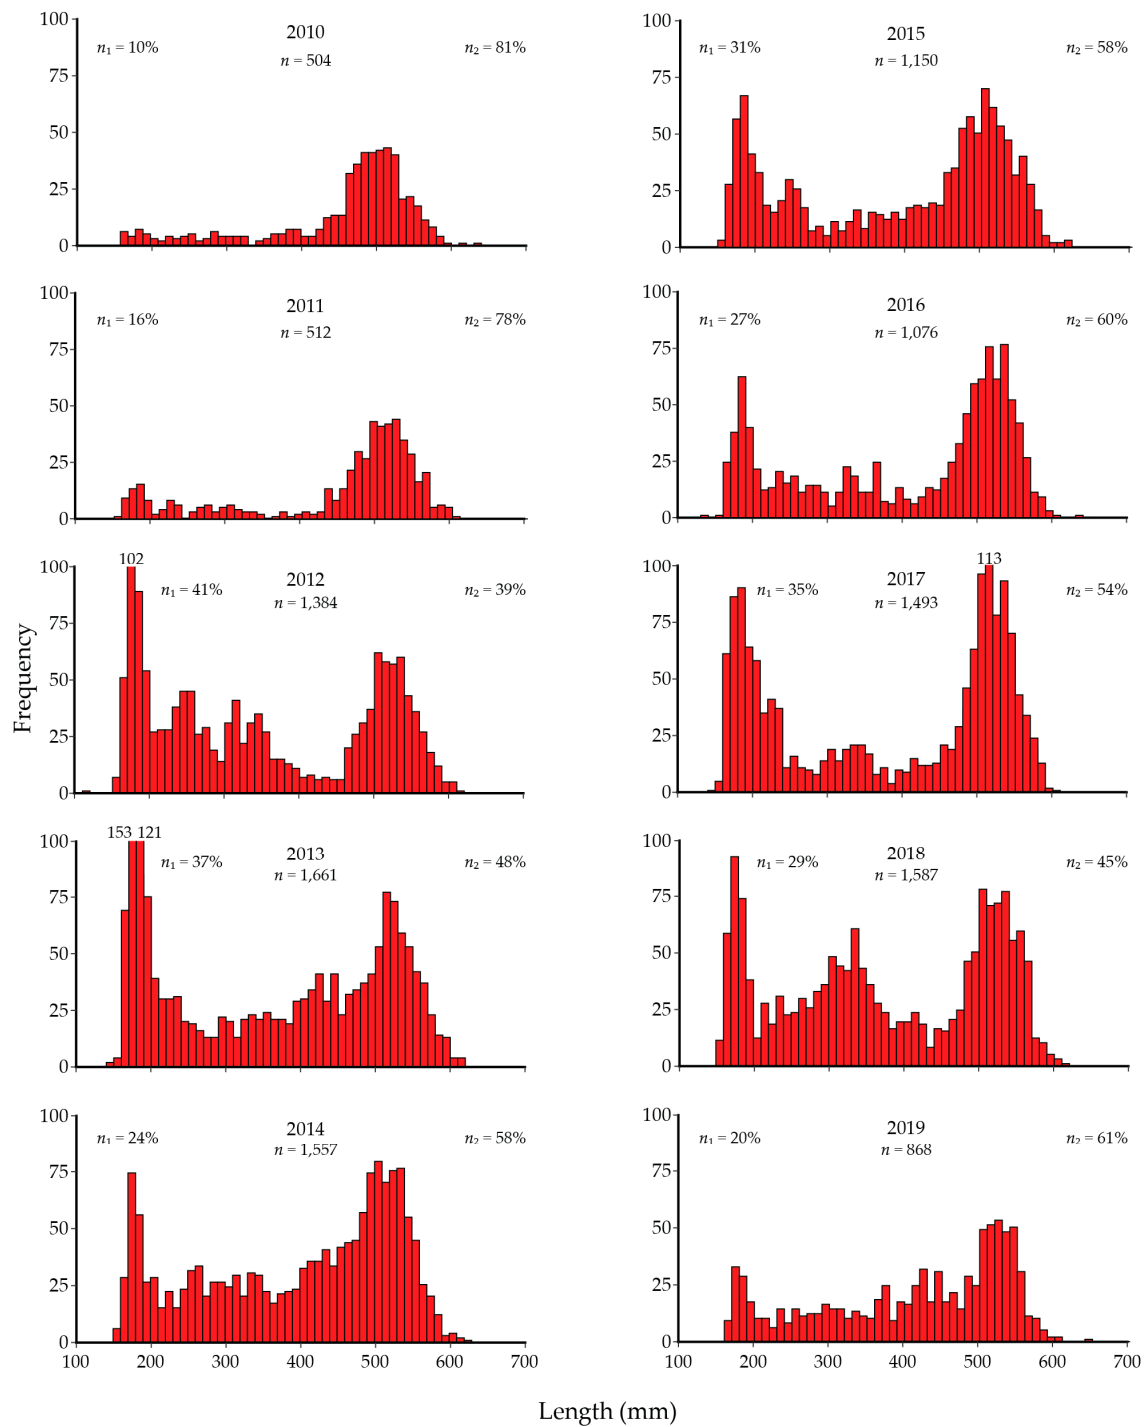 100
75
50
25
0
2010
n = 504
n₁ = 10%
n₂ = 81%
100
75
50
25
0
2015
n = 1,150
n₁ = 31%
n₂ = 58%
100
75
50
25
0
2011
n = 512
n₁ = 16%
n₂ = 78%
100
75
50
25
0
2016
n = 1,076
n₁ = 27%
n₂ = 60%
Frequency
100
75
50
25
0
102
2012
n = 1,384
n₁ = 41%
n₂ = 39%
100
75
50
25
0
113
2017
n = 1,493
n₁ = 35%
n₂ = 54%
100
75
50
25
0
153 121
2013
n = 1,661
n₁ = 37%
n₂ = 48%
100
75
50
25
0
2018
n = 1,587
n₁ = 29%
n₂ = 45%
100
75
50
25
0
2014
n = 1,557
n₁ = 24%
n₂ = 58%
100 200 300 400 500 600 700
100
75
50
25
0
2019
n = 868
n₁ = 20%
n₂ = 61%
100 200 300 400 500 600 700
Length (mm)